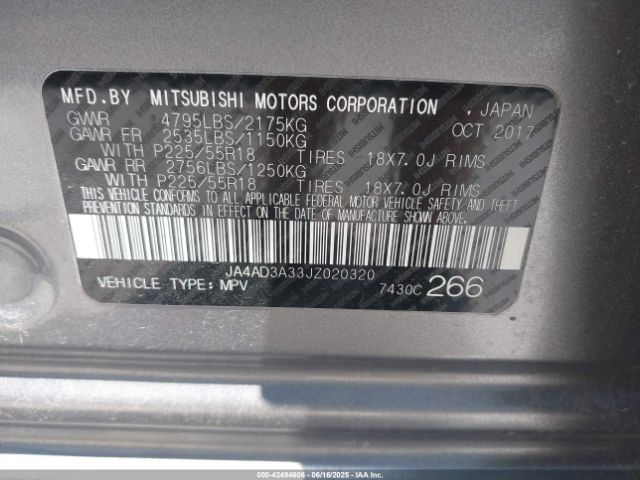 MFD.BY MITSUBISHI MOTORS CORPORATION , JAPAN
GVWR 4795LBS/2175KG OCT 2017
GAWR FR 2535LBS/1150KG
WITH P225/55R18 TIRES 18X7.0J RIMS
GAWR RR 2756LBS/1250KG
WITH P225/55R18 TIRES 18X7.0J RIMS
THIS VEHICLE CONFORMS TO ALL APPLICABLE FEDERAL MOTOR VEHICLE SAFETY AND THEFT
PREVENTION STANDARDS IN EFFECT ON THE DATE OF MANUFACTURE SHOWN ABOVE.
JA4AD3A33JZ020320
VEHICLE TYPE: MPV 7430C 266
000-42494606 - 06/16/2025 - IAAI.COM